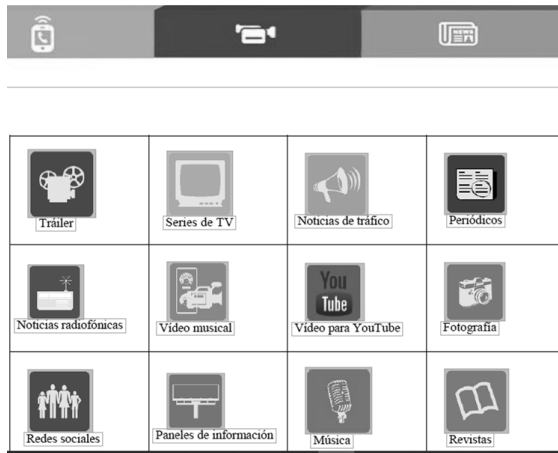 NEWS
Tráiler
Series de TV
Noticias de tráfico
Periódicos
Noticias radiofónicas
Vídeo musical
You
Tube
Vídeo para YouTube
Fotografía
Redes sociales
Paneles de información
Música
Revistas